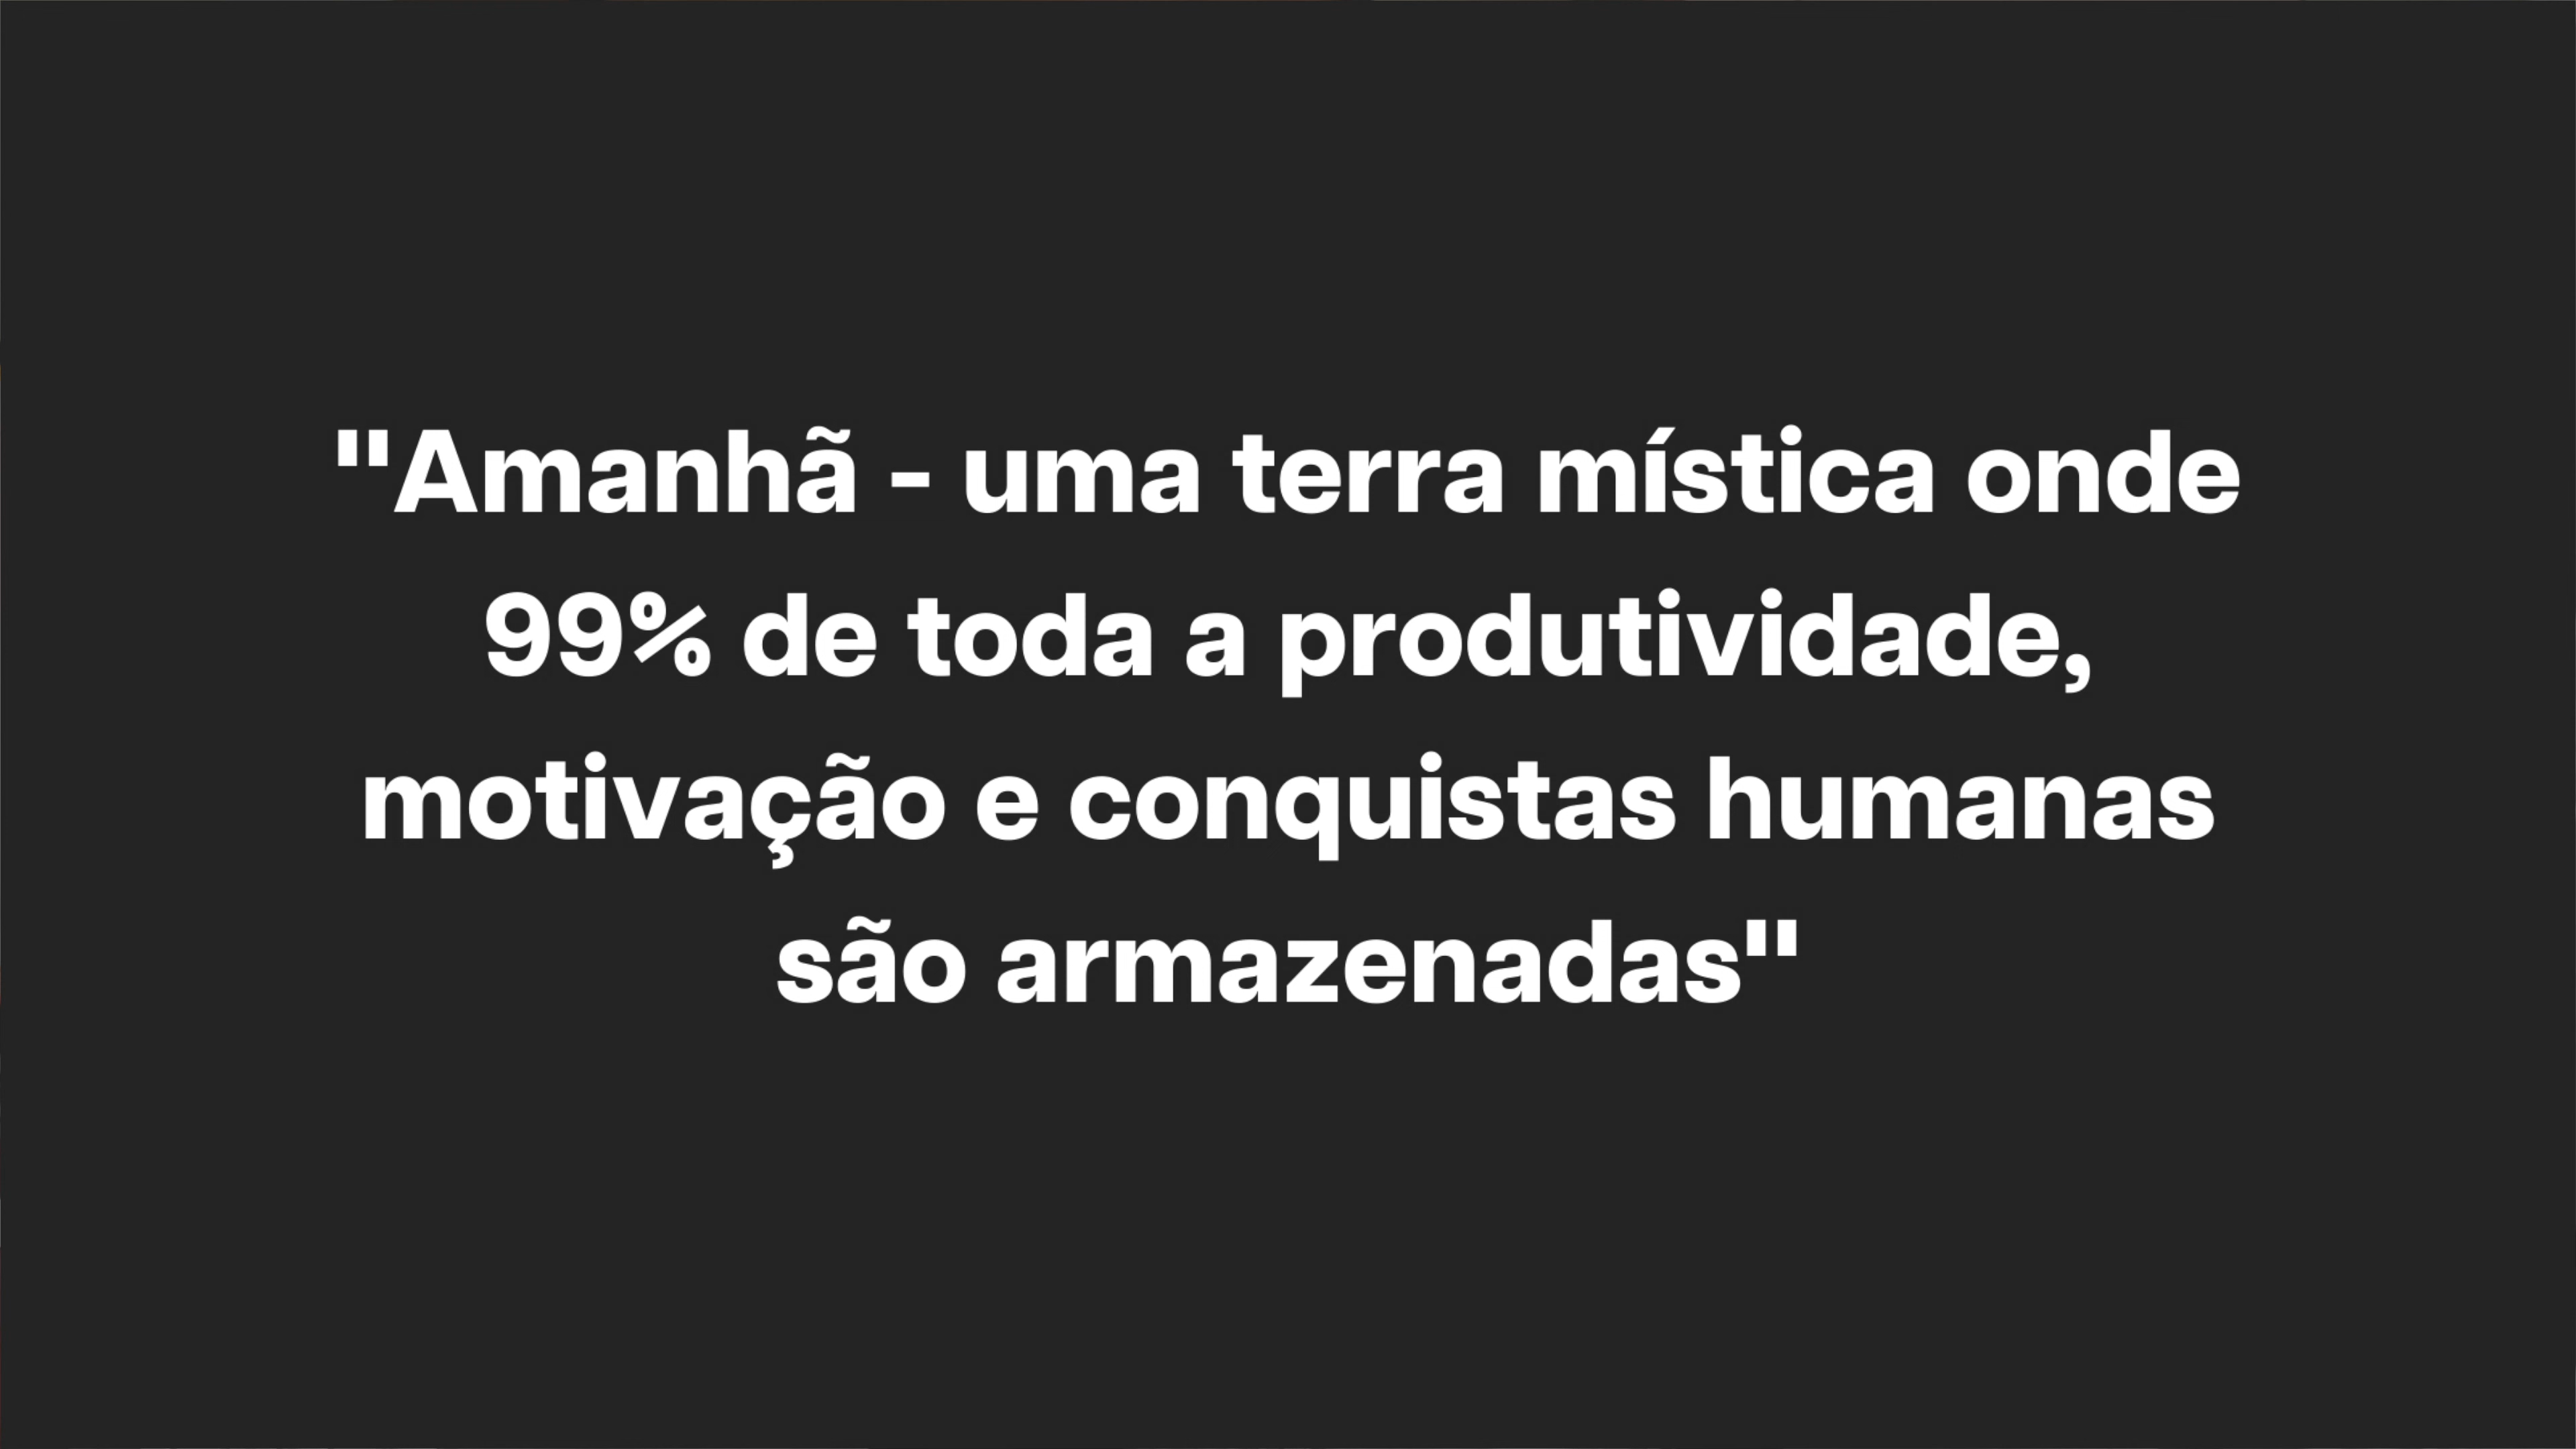 "Amanhã - uma terra mística onde
99% de toda a produtividade,
motivação e conquistas humanas
são armazenadas"